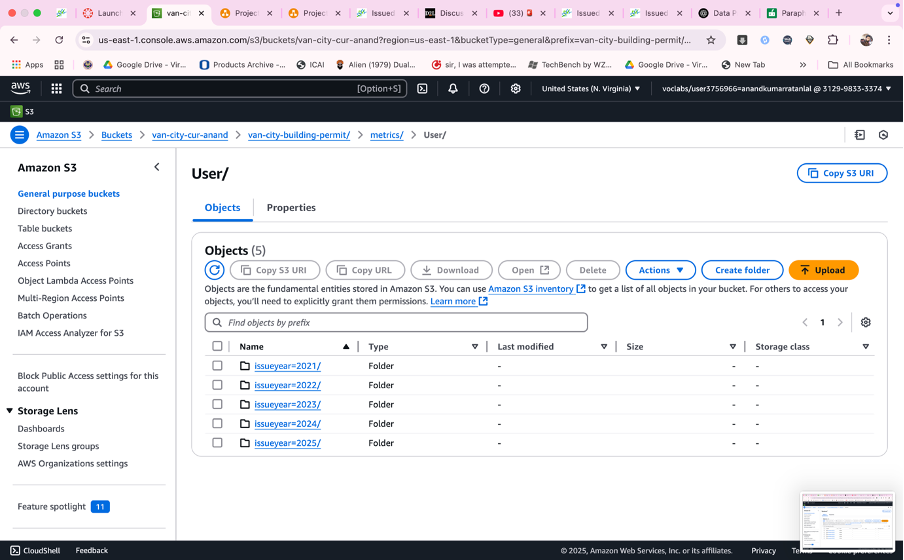 Launch
van-cit
Project
Project
Issued
Discus
(33)
Issued
Issued
Data P
Paraph
us-east-1.console.aws.amazon.com/s3/buckets/van-city-cur-anand?region=us-east-1&bucketType=general&prefix=van-city-building-permit/...
Apps
Google Drive - Vir...
Products Archive -...
ICAI
Alien (1979) Dual...
sir, I was attempte...
TechBench by WZ...
Google Drive - Vir...
New Tab
All Bookmarks
aws
Search
[Option+S]
United States (N. Virginia)
voclabs/user3756966=anandkumarratanlal @ 3129-9833-3374
S3
Amazon S3
Buckets
van-city-cur-anand
van-city-building-permit/
metrics/
User/
Amazon S3
General purpose buckets
Directory buckets
Table buckets
Access Grants
Access Points
Object Lambda Access Points
Multi-Region Access Points
Batch Operations
IAM Access Analyzer for S3
Block Public Access settings for this
account
Storage Lens
Dashboards
Storage Lens groups
AWS Organizations settings
Feature spotlight 11
User/
Copy S3 URI
Objects
Properties
Objects (5)
Copy S3 URI
Copy URL
Download
Open
Delete
Actions
Create folder
Upload
Objects are the fundamental entities stored in Amazon S3. You can use Amazon S3 inventory to get a list of all objects in your bucket. For others to access your
objects, you'll need to explicitly grant them permissions. Learn more
Find objects by prefix
1
Name Type Last modified Size Storage class
issueyear=2021/ Folder - - -
issueyear=2022/ Folder - - -
issueyear=2023/ Folder - - -
issueyear=2024/ Folder - - -
issueyear=2025/ Folder - - -
CloudShell
Feedback
© 2025, Amazon Web Services, Inc. or its affiliates.
Privacy